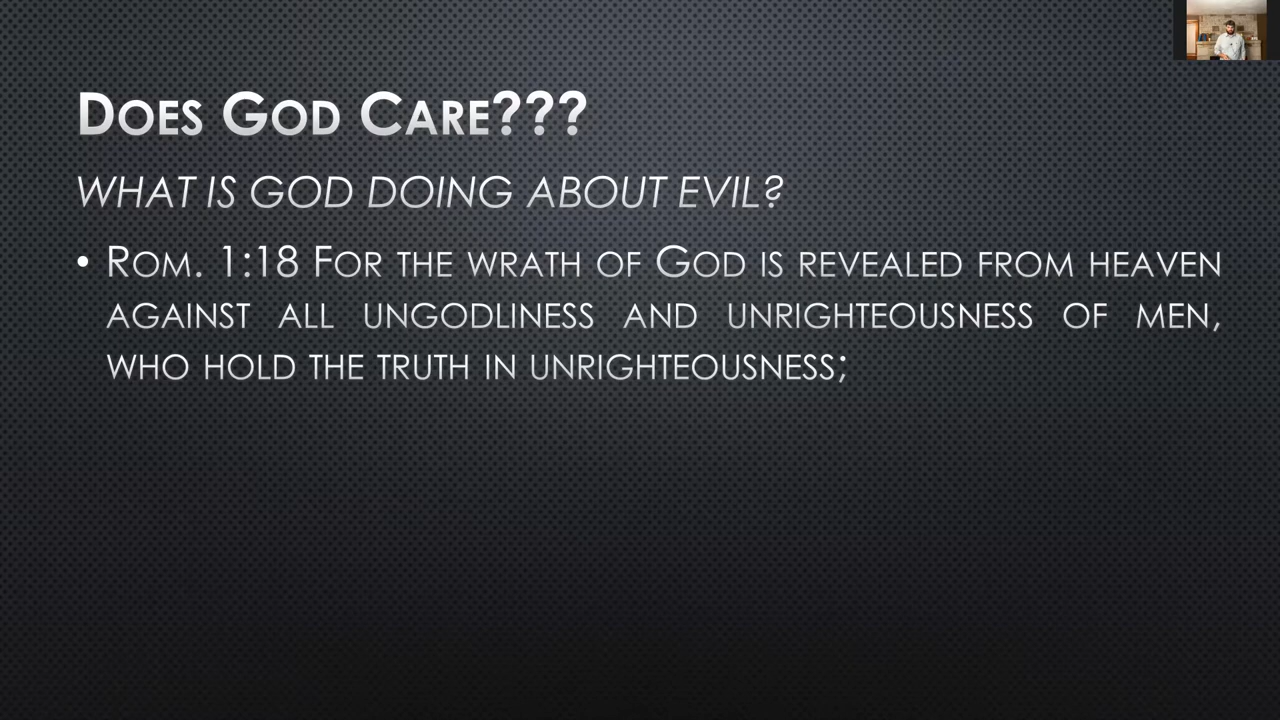 Does God Care???
WHAT IS GOD DOING ABOUT EVIL?
• Rom. 1:18 For the wrath of God is revealed from heaven
against all ungodliness and unrighteousness of men,
who hold the truth in unrighteousness;